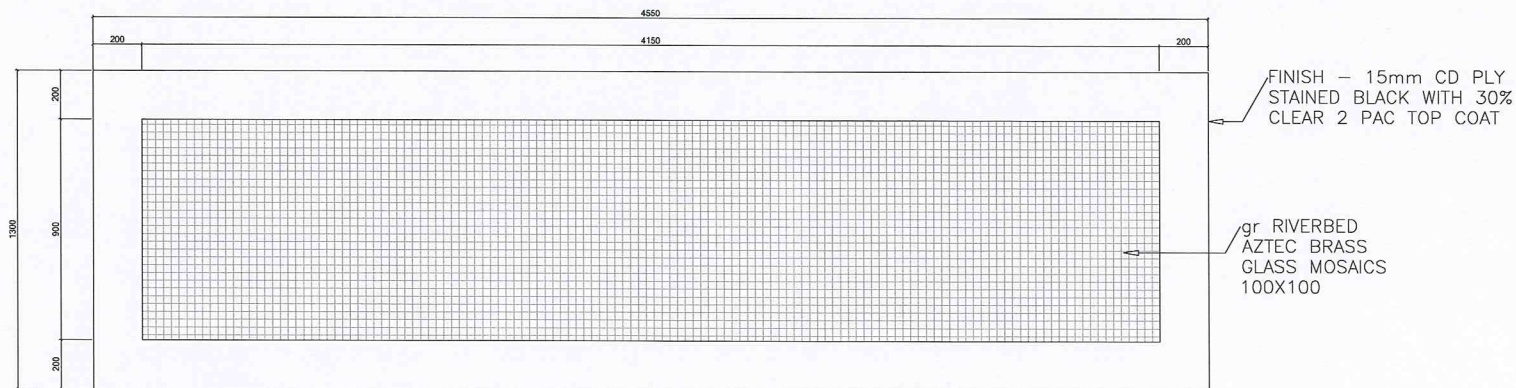 4550
200
4150
200
200
1300
900
200
FINISH – 15mm CD PLY
STAINED BLACK WITH 30%
CLEAR 2 PAC TOP COAT
gr RIVERBED
AZTEC BRASS
GLASS MOSAICS
100X100